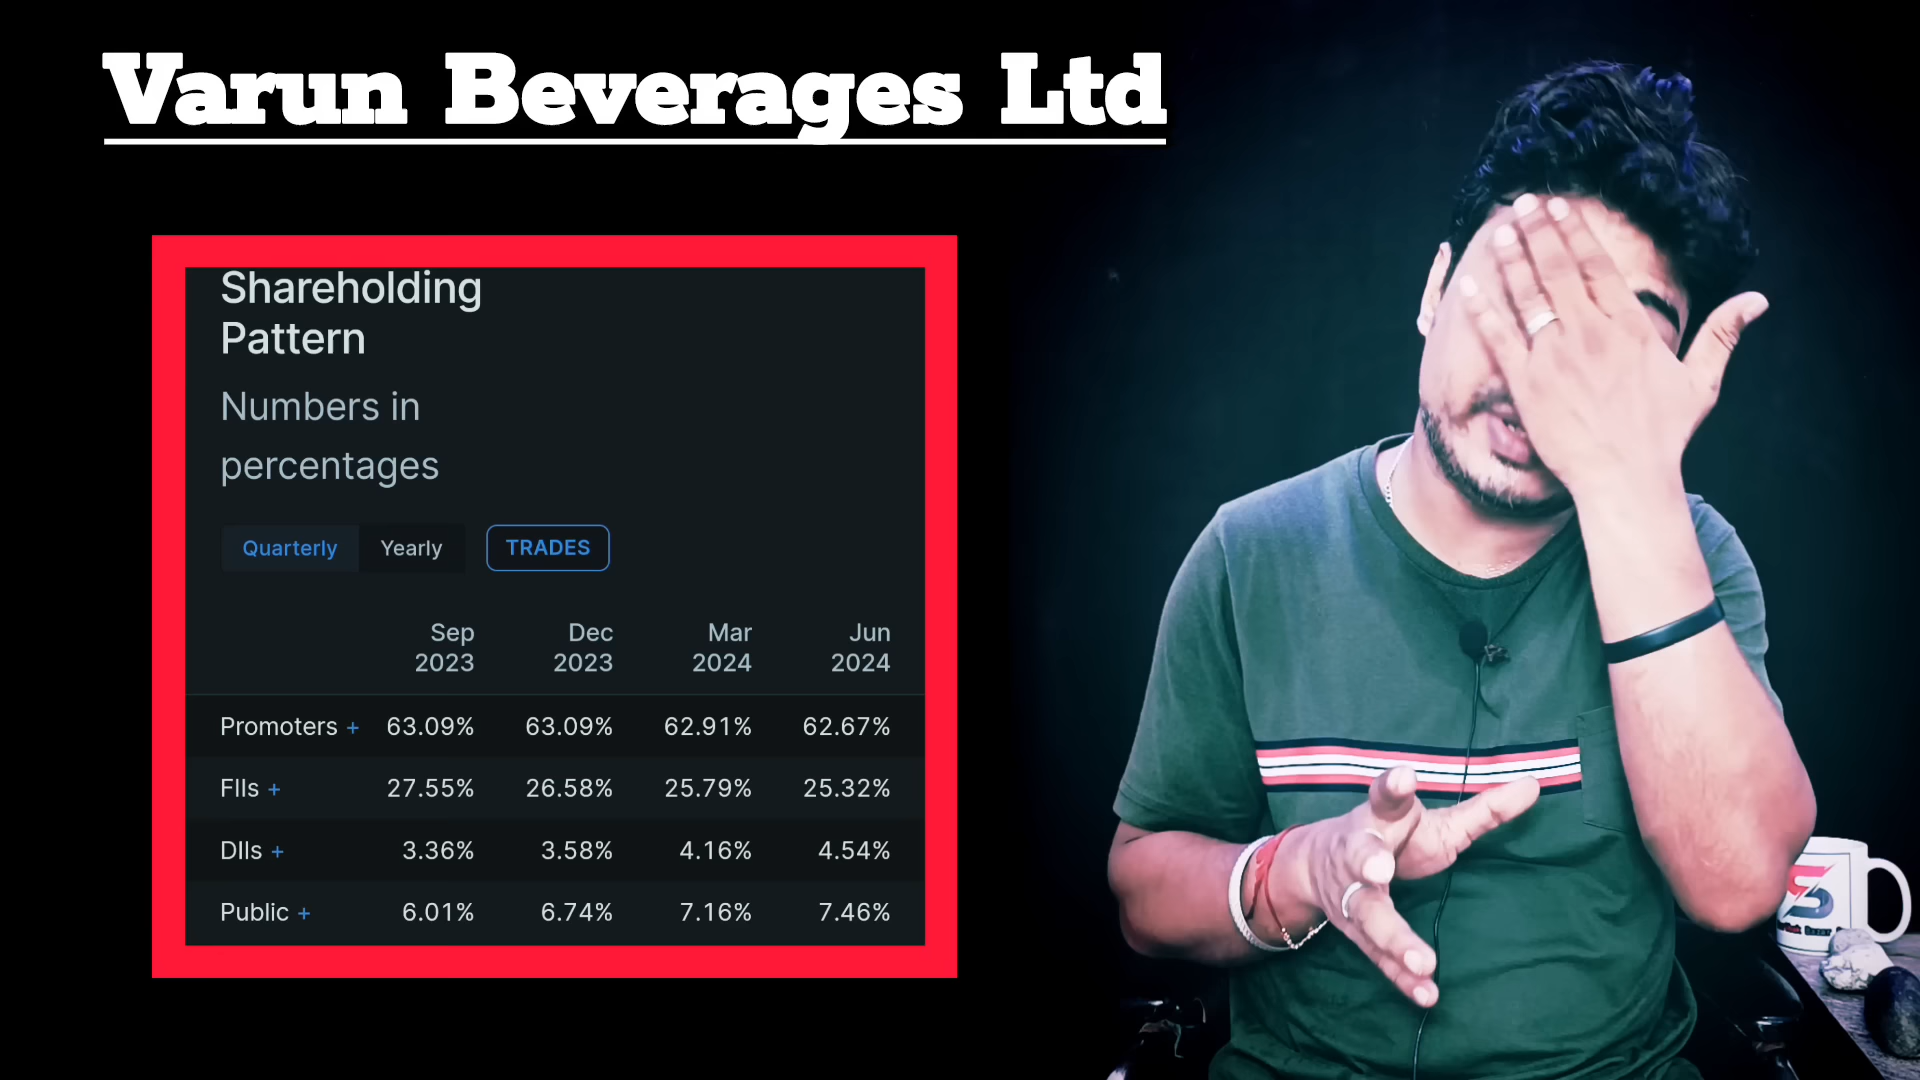 Varun Beverages Ltd
Shareholding
Pattern
Numbers in
percentages
Quarterly Yearly TRADES
Sep Dec Mar Jun
2023 2023 2024 2024
Promoters + 63.09% 63.09% 62.91% 62.67%
FIIs + 27.55% 26.58% 25.79% 25.32%
DIIs + 3.36% 3.58% 4.16% 4.54%
Public + 6.01% 6.74% 7.16% 7.46%